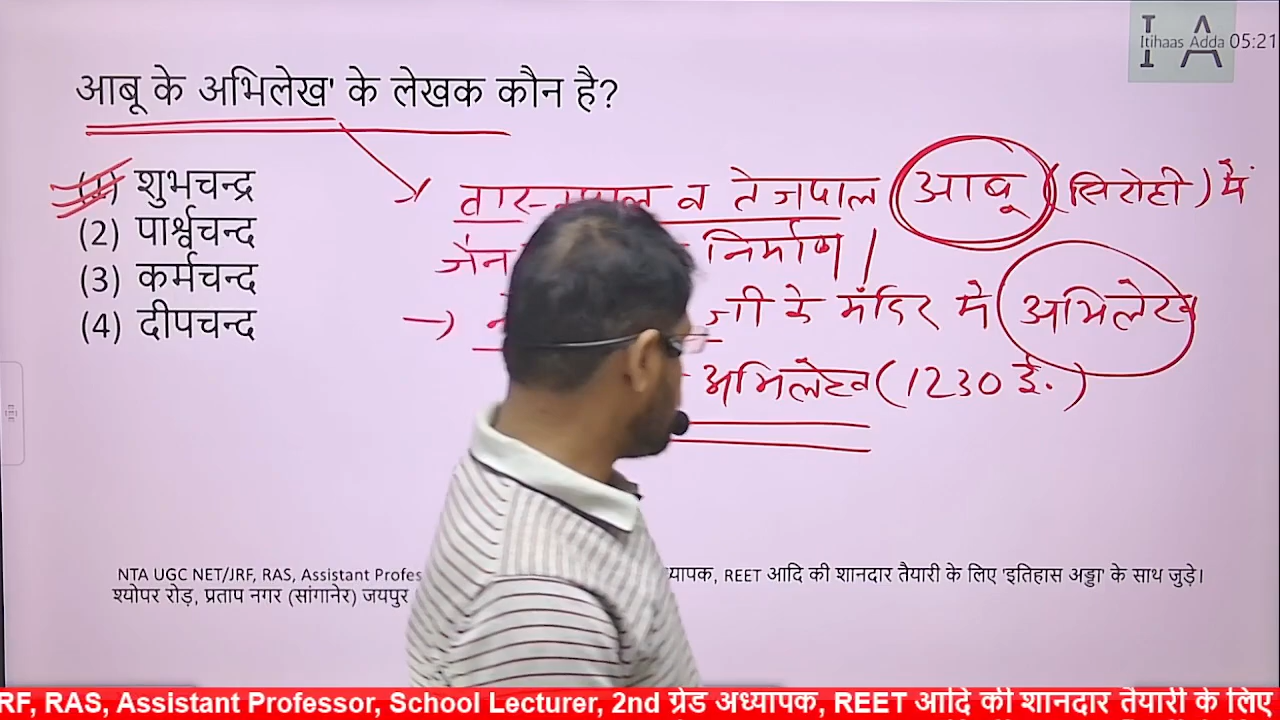 I A
Itihaas Adda 05:21
आबू के अभिलेख' के लेखक कौन है?
(1) शुभचन्द्र
(2) पार्श्वचन्द
(3) कर्मचन्द
(4) दीपचन्द
व तेजपाल आबू (सिरोही) में
जैन निर्माण।
जी के मंदिर में अभिलेख
अभिलेख (1230 ई.)
NTA UGC NET/JRF, RAS, Assistant REET आदि की शानदार तैयारी के लिए 'इतिहास अड्डा' के साथ जुड़े।
श्योपर रोड़, प्रताप नगर (सांगानेर) जयपुर
RF, RAS, Assistant Professor, School Lecturer, 2nd ग्रेड अध्यापक, REET आदि की शानदार तैयारी के लिए